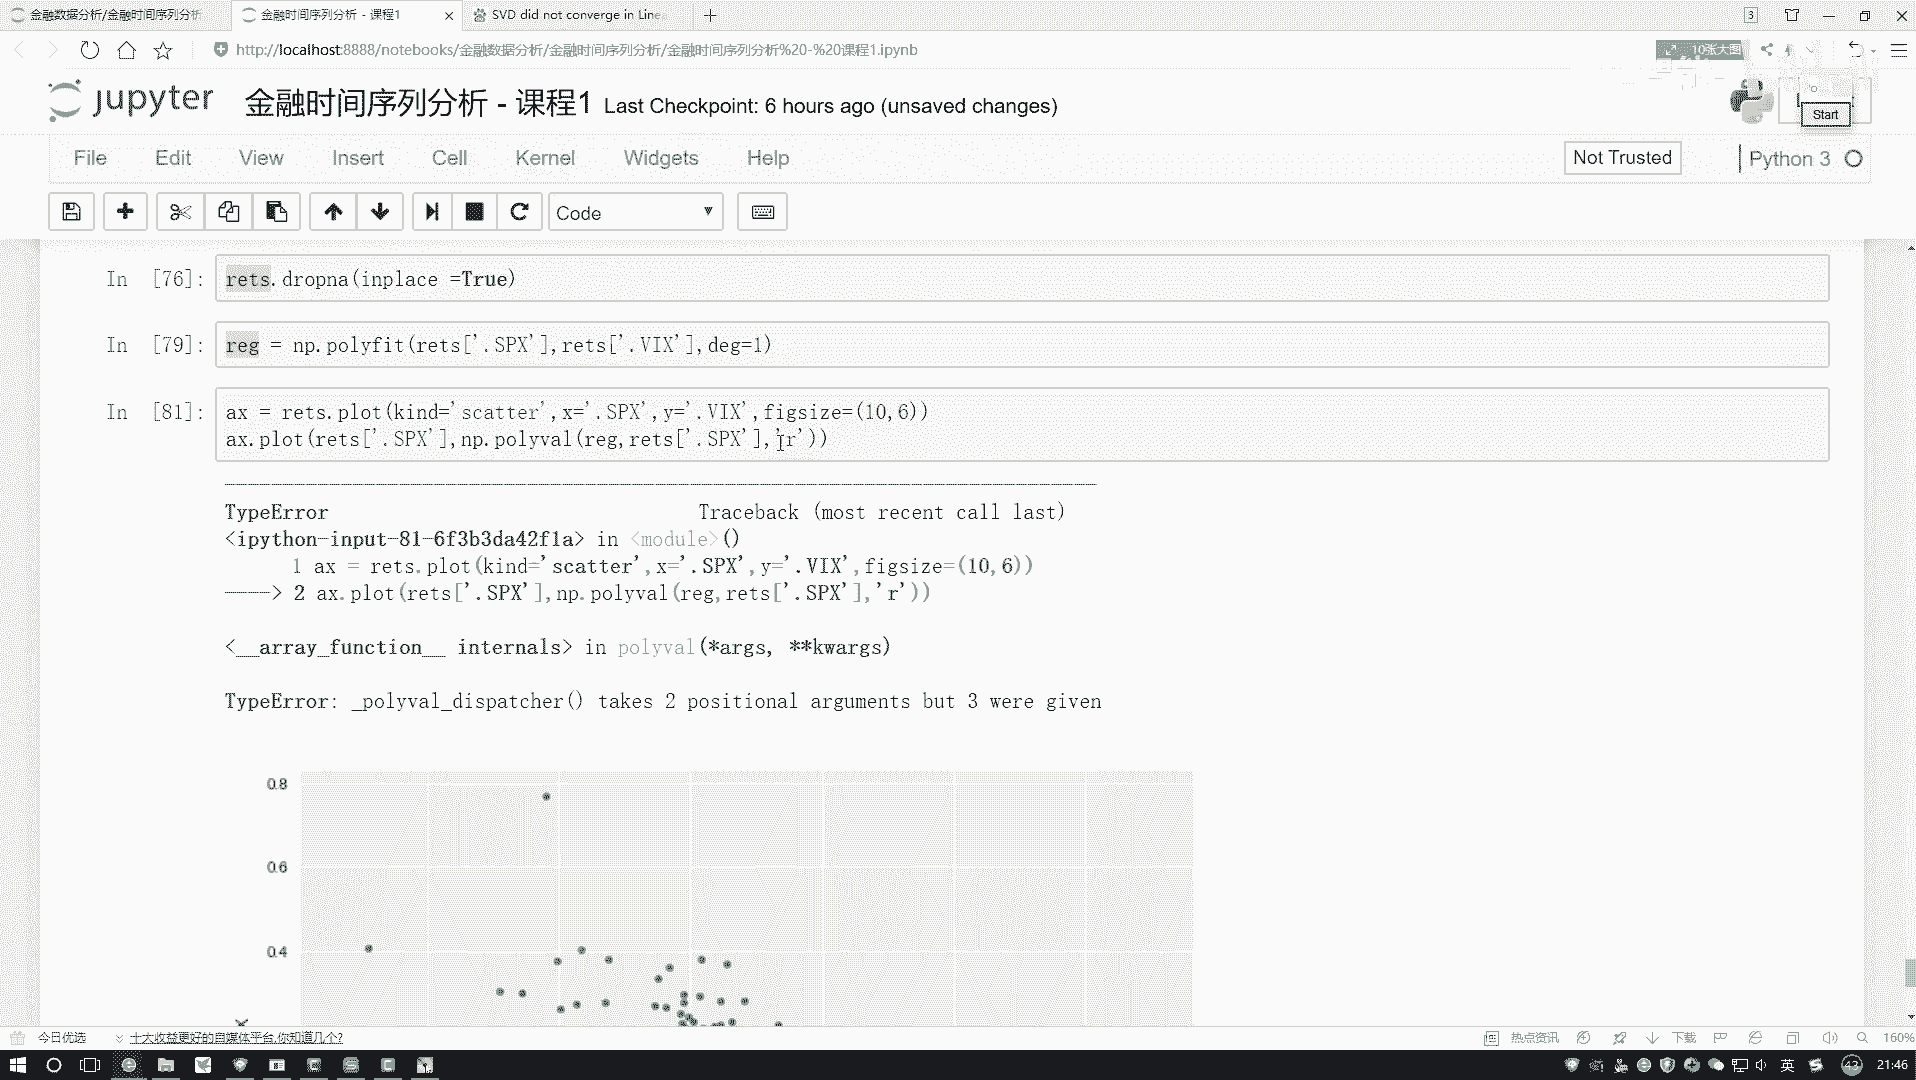 金融数据分析/金融时间序列分析
金融时间序列分析 - 课程1
SVD did not converge in Linea
3
http://localhost:8888/notebooks/金融数据分析/金融时间序列分析/金融时间序列分析%20-%20课程1.ipynb
10张大图
jupyter 金融时间序列分析 - 课程1 Last Checkpoint: 6 hours ago (unsaved changes)
Start
File Edit View Insert Cell Kernel Widgets Help
Not Trusted
Python 3
Code
In [76]: rets.dropna(inplace =True)
In [79]: reg = np.polyfit(rets['.SPX'],rets['.VIX'],deg=1)
In [81]: ax = rets.plot(kind='scatter',x='.SPX',y='.VIX',figsize=(10,6))
ax.plot(rets['.SPX'],np.polyval(reg,rets['.SPX'],'r'))
TypeError Traceback (most recent call last)
<ipython-input-81-6f3b3da42f1a> in <module>()
1 ax = rets.plot(kind='scatter',x='.SPX',y='.VIX',figsize=(10,6))
----> 2 ax.plot(rets['.SPX'],np.polyval(reg,rets['.SPX'],'r'))
<__array_function__ internals> in polyval(*args, **kwargs)
TypeError: _polyval_dispatcher() takes 2 positional arguments but 3 were given
0.8
0.6
0.4
今日优选
十大收益更好的自媒体平台,你知道几个?
热点资讯
下载
160%
英
43
21:46